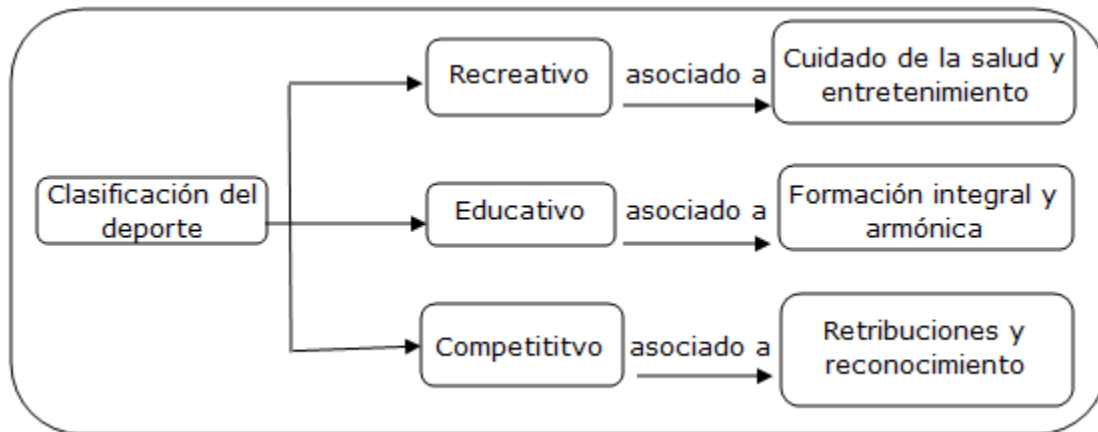 Clasificación del
deporte
Recreativo
asociado a
Cuidado de la salud y
entretenimiento
Educativo
asociado a
Formación integral y
armónica
Competititvo
asociado a
Retribuciones y
reconocimiento